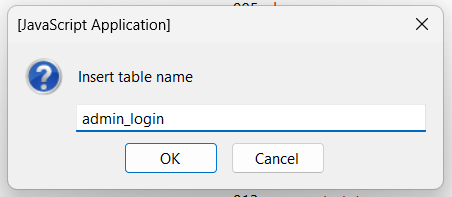 [JavaScript Application]
Insert table name
admin_login
OK
Cancel